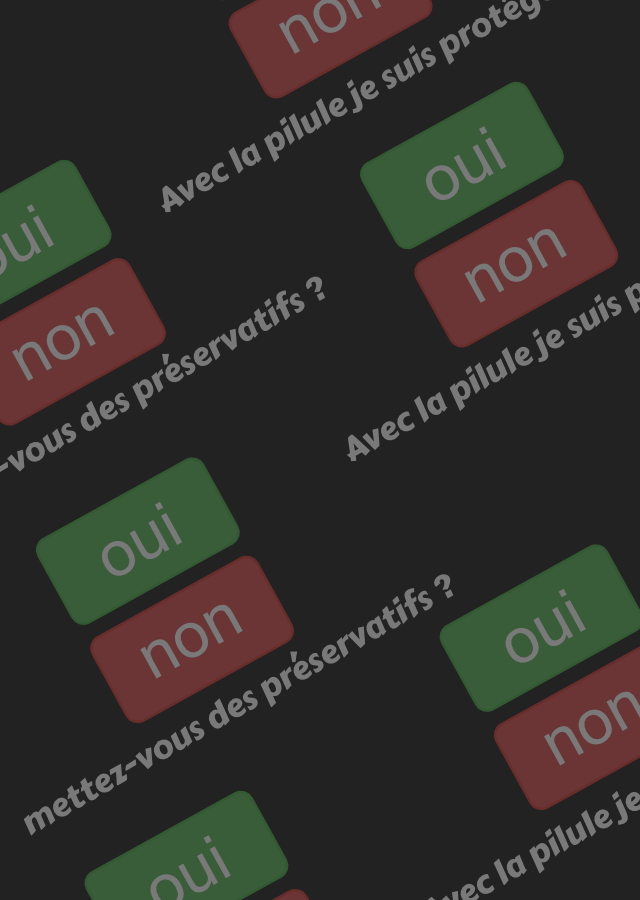 non
Avec la pilule je suis protég
oui
non
oui
non
-vous des préservatifs ?
Avec la pilule je suis p
oui
non
mettez-vous des préservatifs ?
oui
non
vec la pilule je
oui